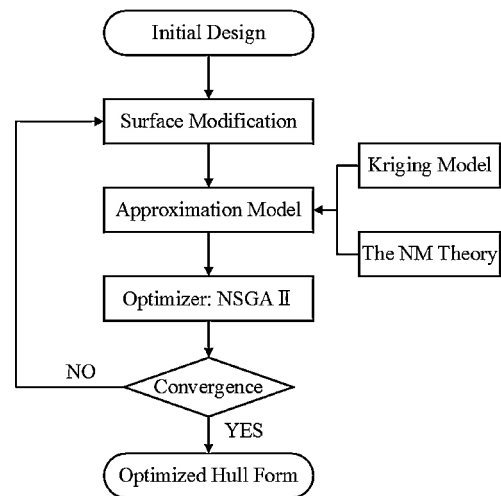 Initial Design
Surface Modification
Kriging Model
Approximation Model
The NM Theory
Optimizer: NSGA Ⅱ
NO
Convergence
YES
Optimized Hull Form